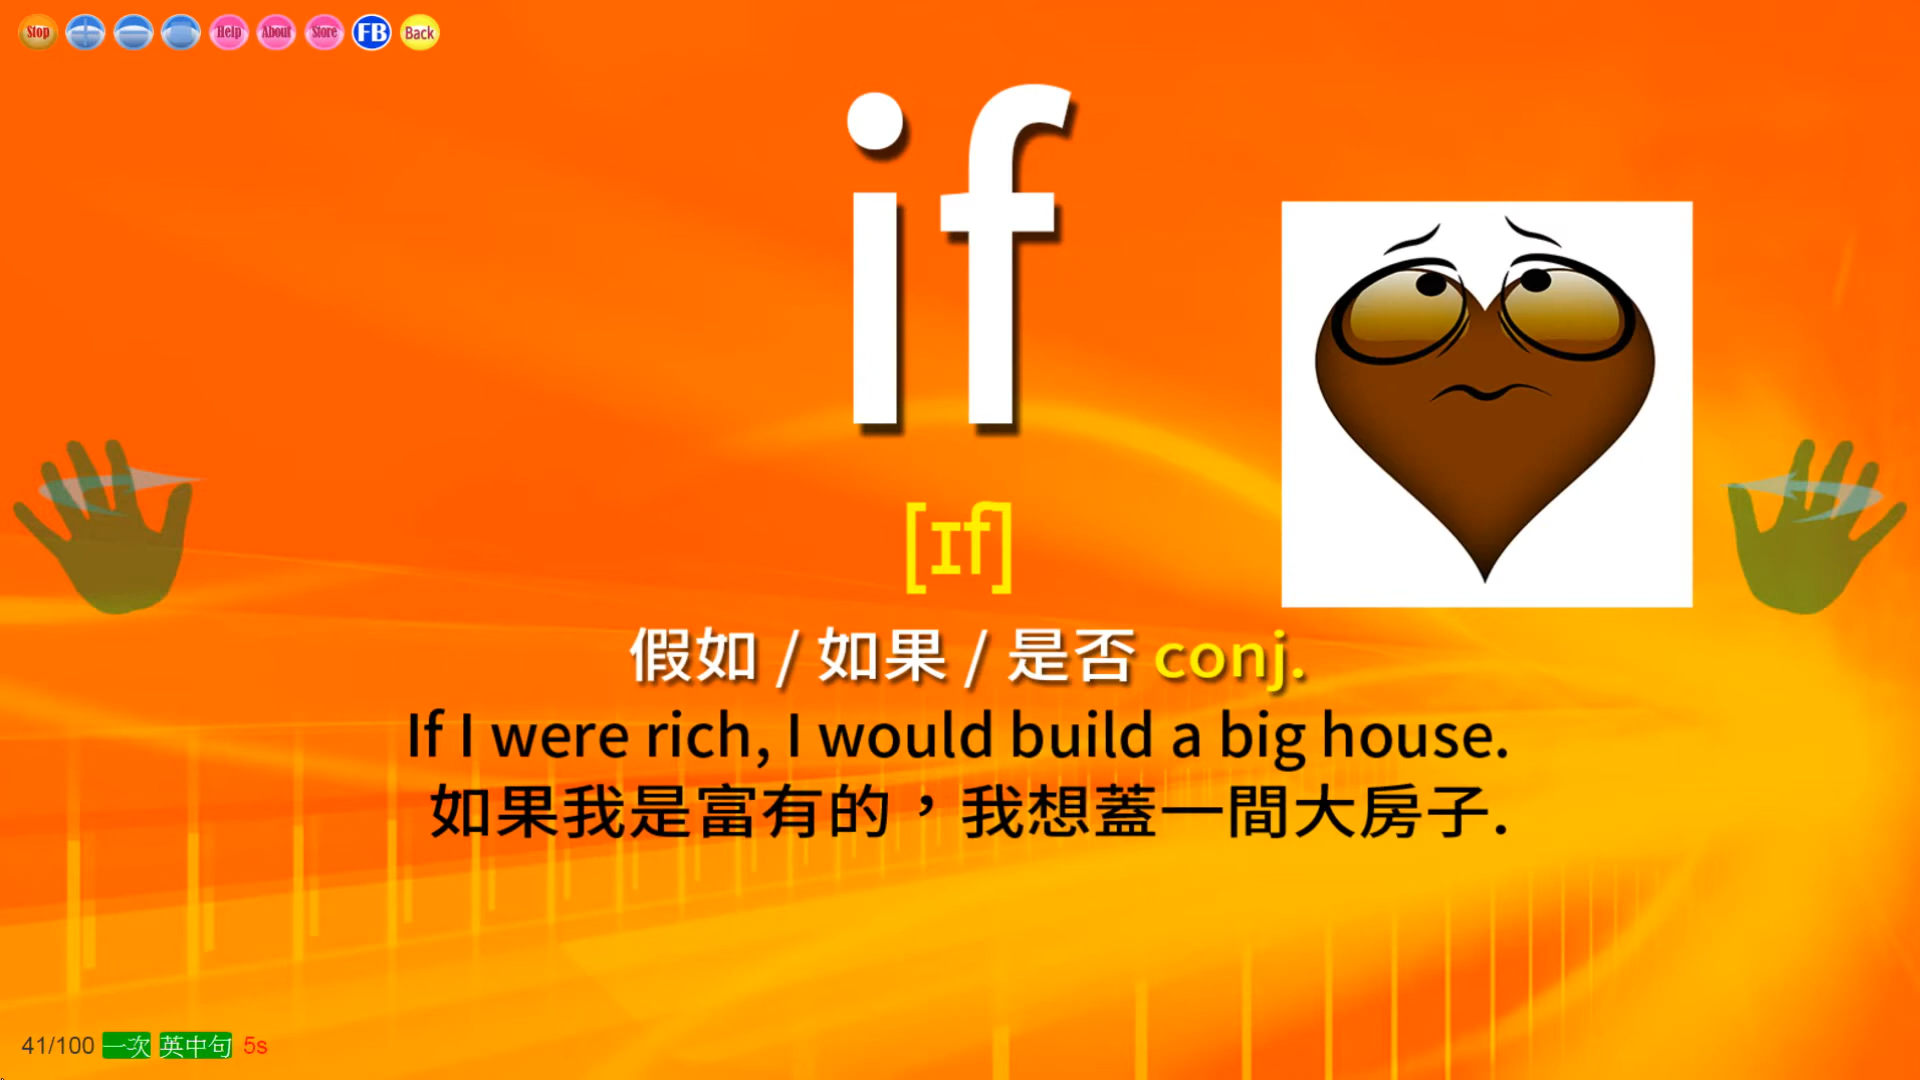 Stop Help About Store FB Back
if
[ɪf]
假如 / 如果 / 是否 conj.
If I were rich, I would build a big house.
如果我是富有的，我想蓋一間大房子.
41/100 一次 英中句 5s